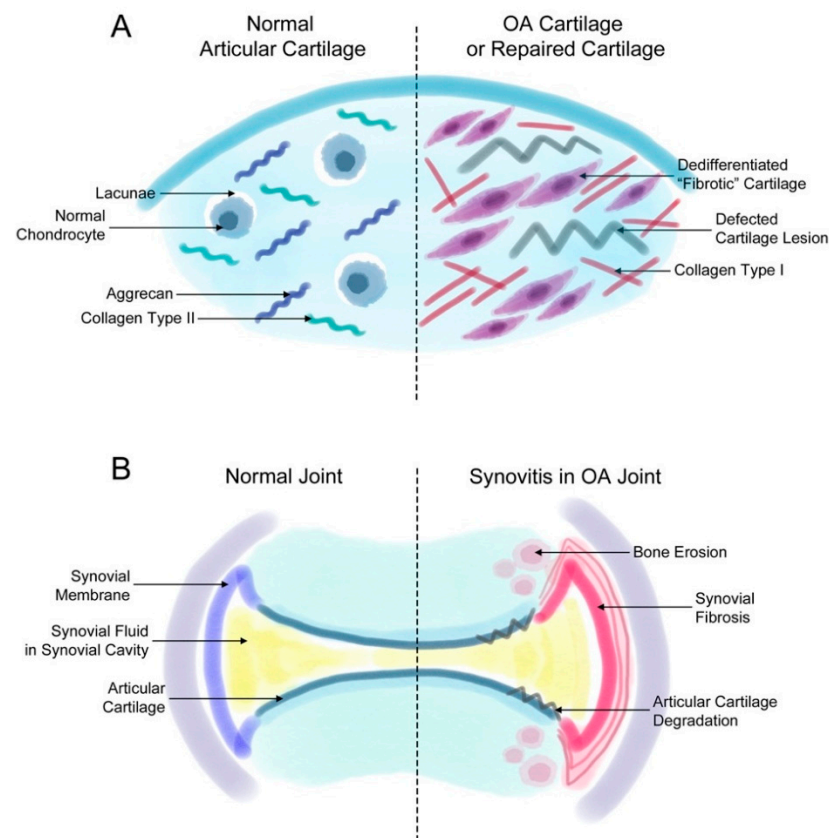 A
Normal
Articular Cartilage
OA Cartilage
or Repaired Cartilage
Lacunae
Normal
Chondrocyte
Aggrecan
Collagen Type II
Dedifferentiated
“Fibrotic” Cartilage
Defected
Cartilage Lesion
Collagen Type I
B
Normal Joint
Synovitis in OA Joint
Synovial
Membrane
Synovial Fluid
in Synovial Cavity
Articular
Cartilage
Bone Erosion
Synovial
Fibrosis
Articular Cartilage
Degradation